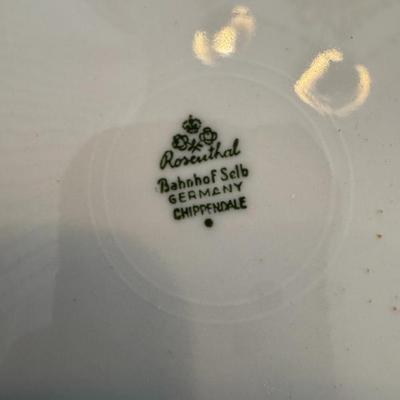 Rosenthal
Bahnhof Selb
GERMANY
CHIPPENDALE